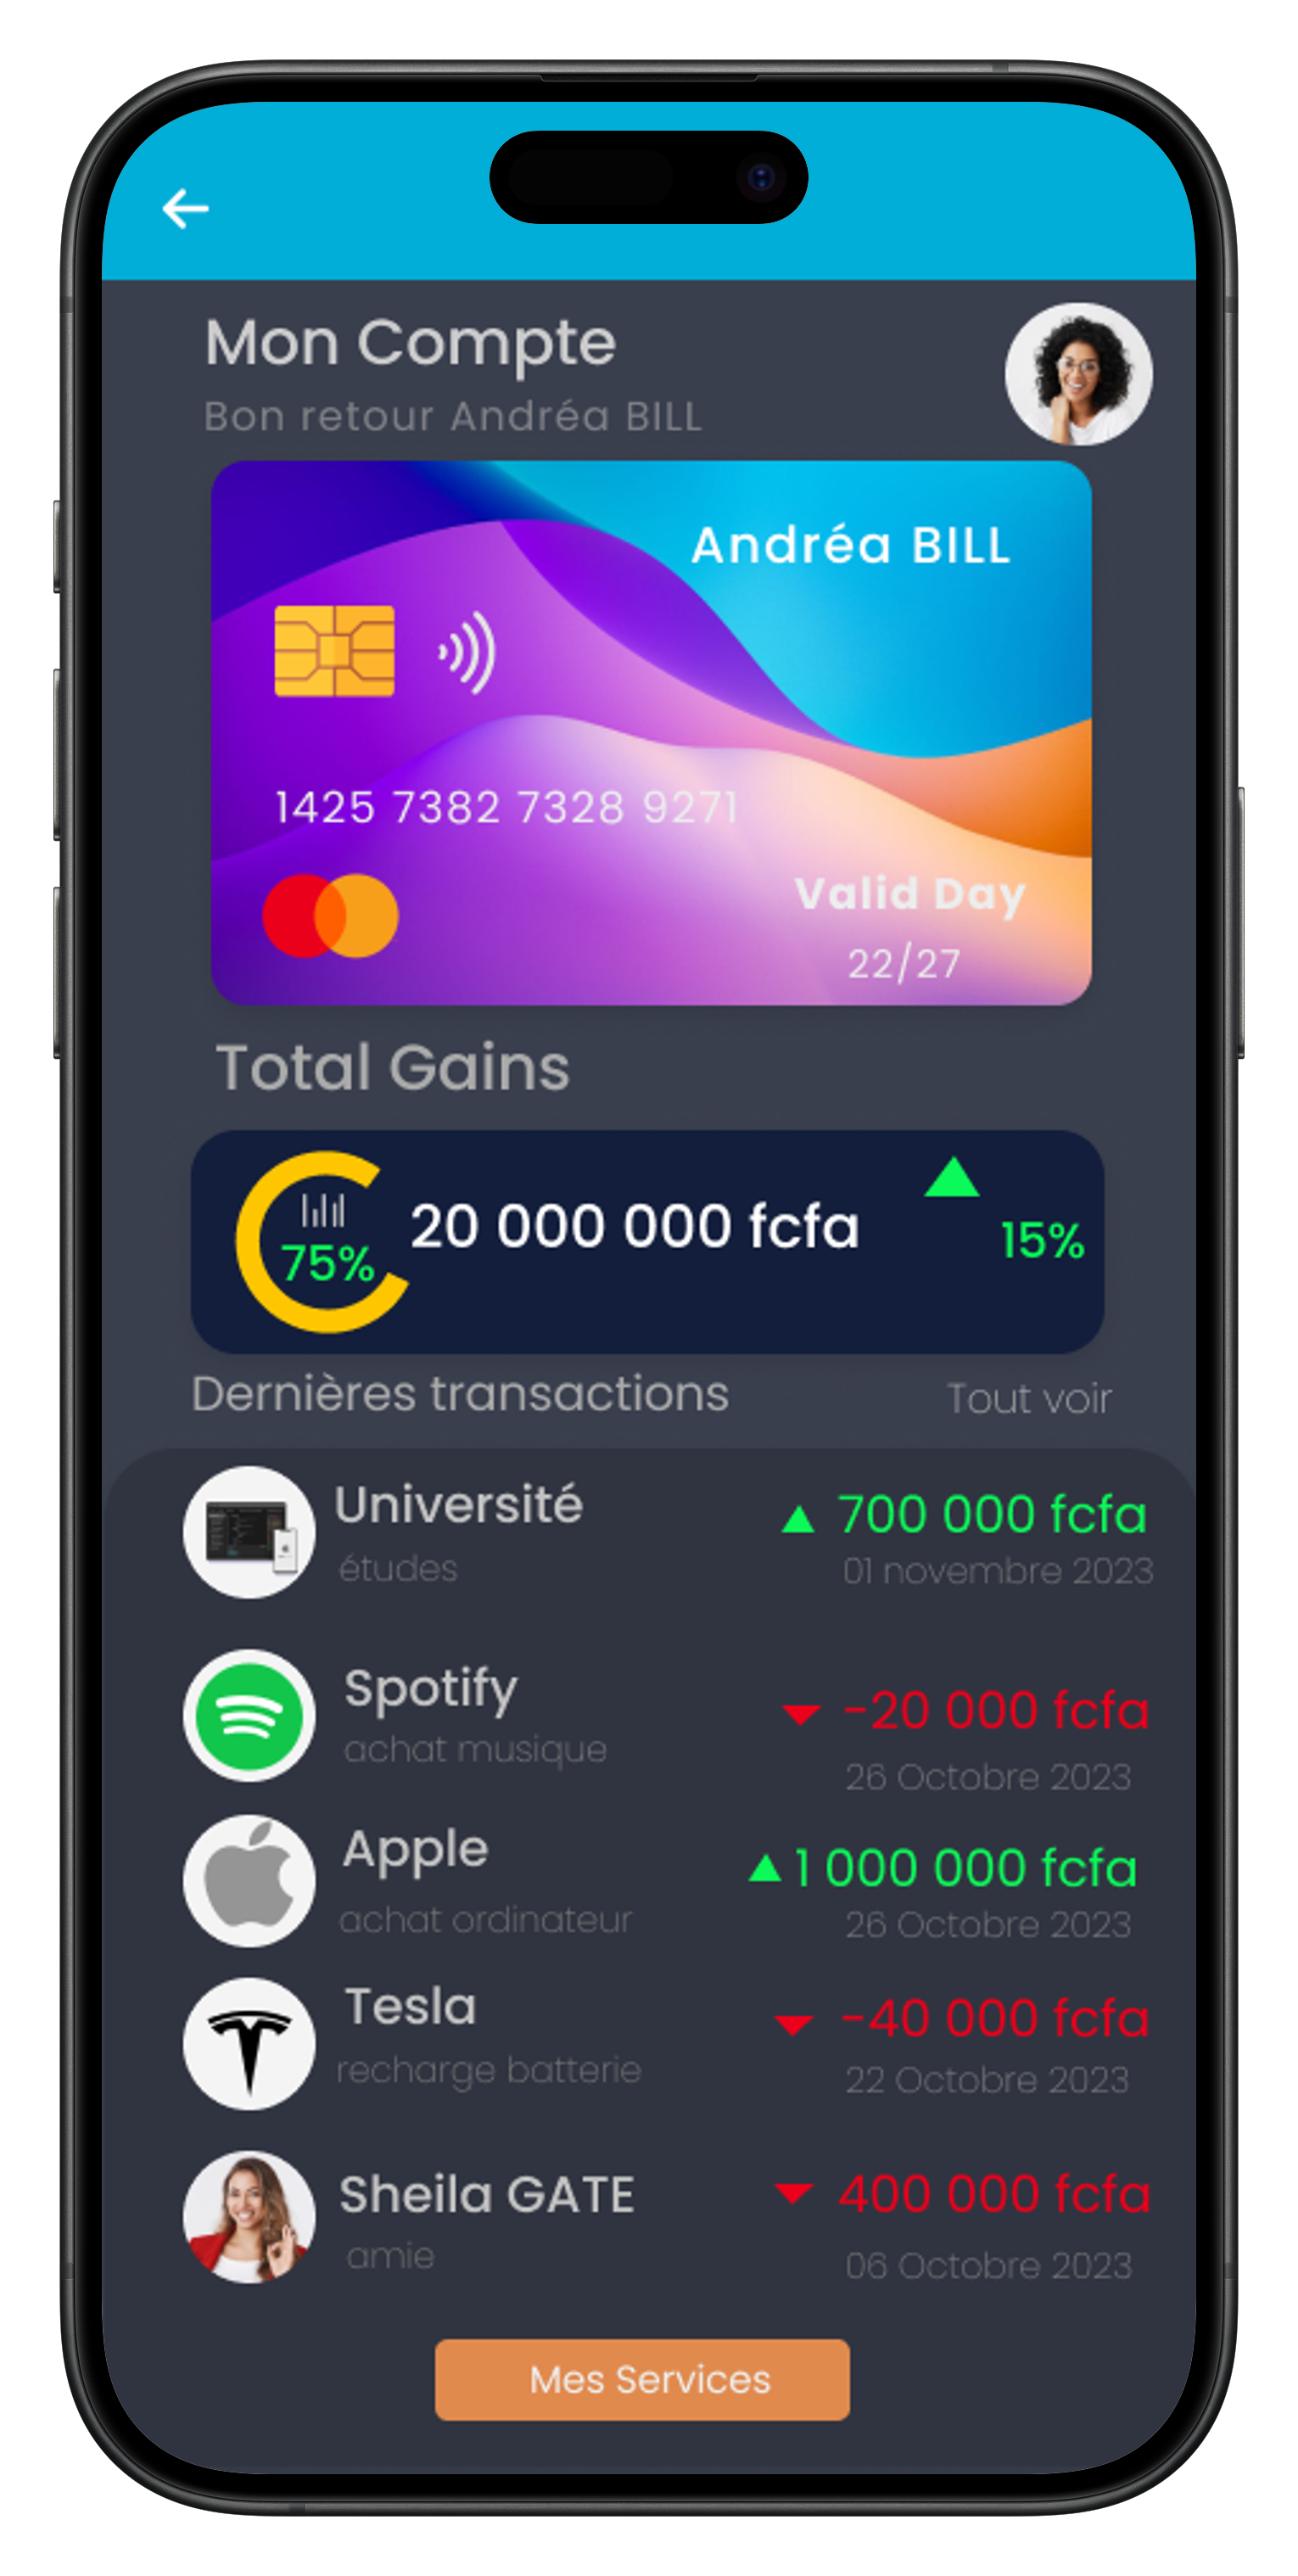 Mon Compte
Bon retour Andréa BILL
Andréa BILL
1425 7382 7328 9271
Valid Day
22/27
Total Gains
75%
20 000 000 fcfa
15%
Dernières transactions
Tout voir
Université
700 000 fcfa
études
01 novembre 2023
Spotify
-20 000 fcfa
achat musique
26 Octobre 2023
Apple
1 000 000 fcfa
achat ordinateur
26 Octobre 2023
Tesla
-40 000 fcfa
recharge batterie
22 Octobre 2023
Sheila GATE
400 000 fcfa
amie
06 Octobre 2023
Mes Services